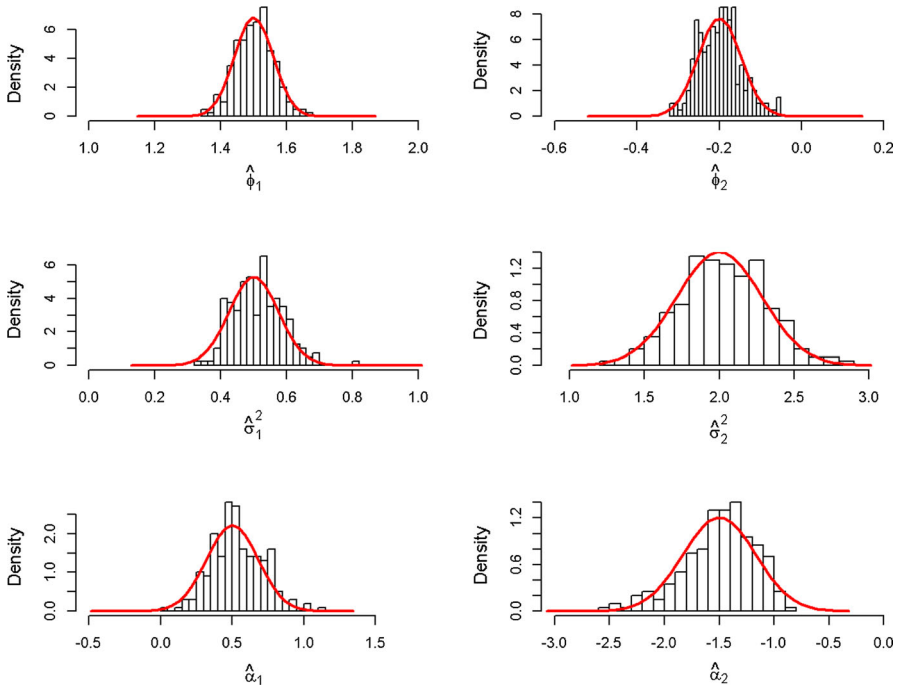 Density
0 2 4 6
1.0 1.2 1.4 1.6 1.8 2.0
ϕ̂₁
Density
0 2 4 6 8
-0.6 -0.4 -0.2 0.0 0.2
ϕ̂₂
Density
0 2 4 6
0.0 0.2 0.4 0.6 0.8 1.0
σ̂₁²
Density
0.0 0.4 0.8 1.2
1.0 1.5 2.0 2.5 3.0
σ̂₂²
Density
0.0 1.0 2.0
-0.5 0.0 0.5 1.0 1.5
α̂₁
Density
0.0 0.6 1.2
-3.0 -2.5 -2.0 -1.5 -1.0 -0.5 0.0
α̂₂